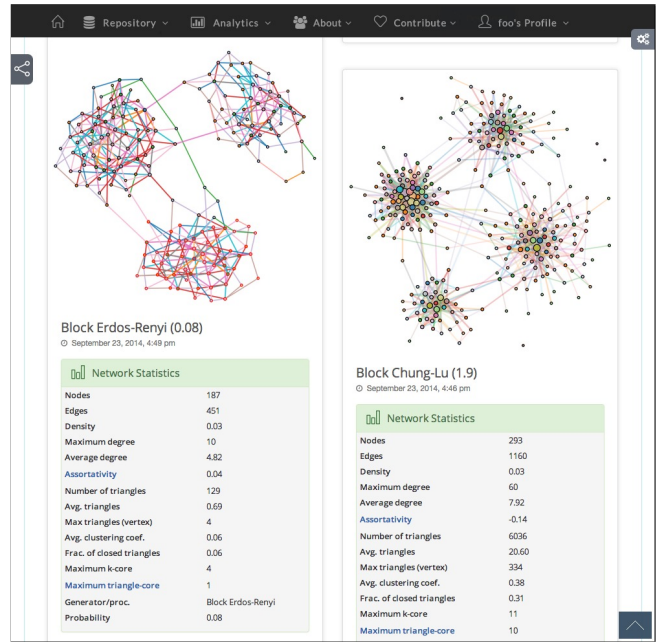 Repository Analytics About Contribute foo's Profile
Block Erdos-Renyi (0.08)
September 23, 2014, 4:49 pm
Network Statistics
Nodes 187
Edges 451
Density 0.03
Maximum degree 10
Average degree 4.82
Assortativity 0.04
Number of triangles 129
Avg. triangles 0.69
Max triangles (vertex) 4
Avg. clustering coef. 0.06
Frac. of closed triangles 0.06
Maximum k-core 4
Maximum triangle-core 1
Generator/proc. Block Erdos-Renyi
Probability 0.08
Block Chung-Lu (1.9)
September 23, 2014, 4:46 pm
Network Statistics
Nodes 293
Edges 1160
Density 0.03
Maximum degree 60
Average degree 7.92
Assortativity -0.14
Number of triangles 6036
Avg. triangles 20.60
Max triangles (vertex) 334
Avg. clustering coef. 0.38
Frac. of closed triangles 0.31
Maximum k-core 11
Maximum triangle-core 10